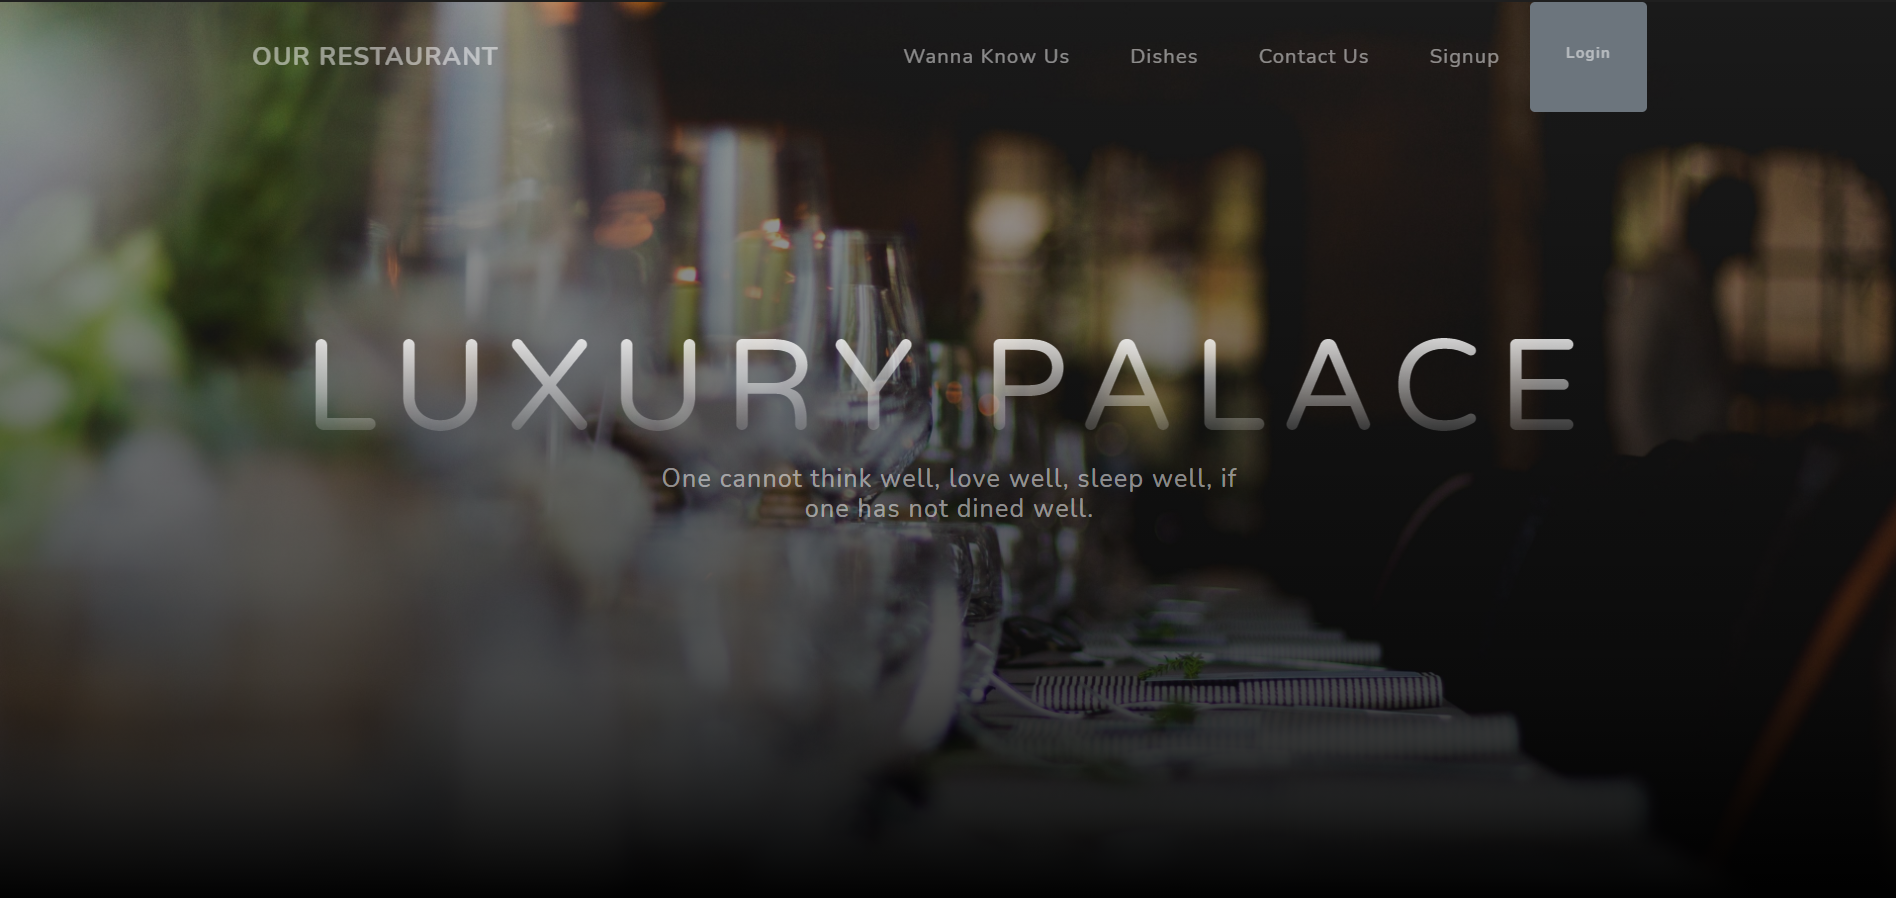 OUR RESTAURANT
Wanna Know Us
Dishes
Contact Us
Signup
Login
LUXURY PALACE
One cannot think well, love well, sleep well, if
one has not dined well.